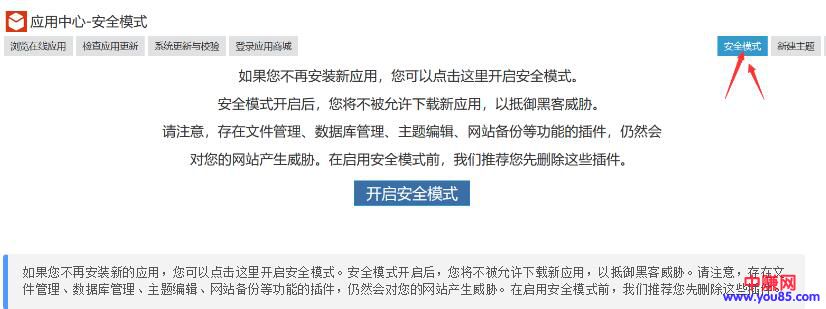 应用中心-安全模式
浏览在线应用 检查应用更新 系统更新与校验 登录应用商城 安全模式 新建主题
如果您不再安装新应用，您可以点击这里开启安全模式。
安全模式开启后，您将不被允许下载新应用，以抵御黑客威胁。
请注意，存在文件管理、数据库管理、主题编辑、网站备份等功能的插件，仍然会
对您的网站产生威胁。在启用安全模式前，我们推荐您先删除这些插件。
开启安全模式
如果您不再安装新的应用，您可以点击这里开启安全模式。安全模式开启后，您将不被允许下载新应用，以抵御黑客威胁。请注意，存在文
件管理、数据库管理、主题编辑、网站备份等功能的插件，仍然会对您的网站产生威胁。在启用安全模式前，我们推荐您先删除这些插件。
中赚网
www.you85.com